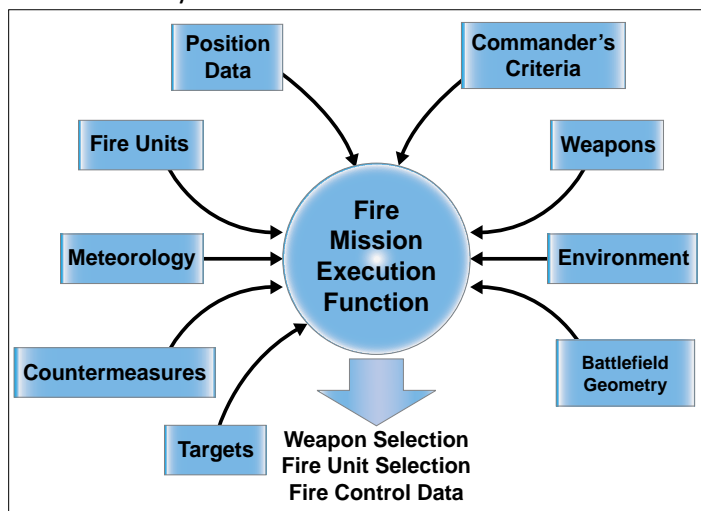 Position
Data
Commander's
Criteria
Fire Units
Weapons
Fire
Mission
Execution
Function
Meteorology
Environment
Countermeasures
Battlefield
Geometry
Targets
Weapon Selection
Fire Unit Selection
Fire Control Data